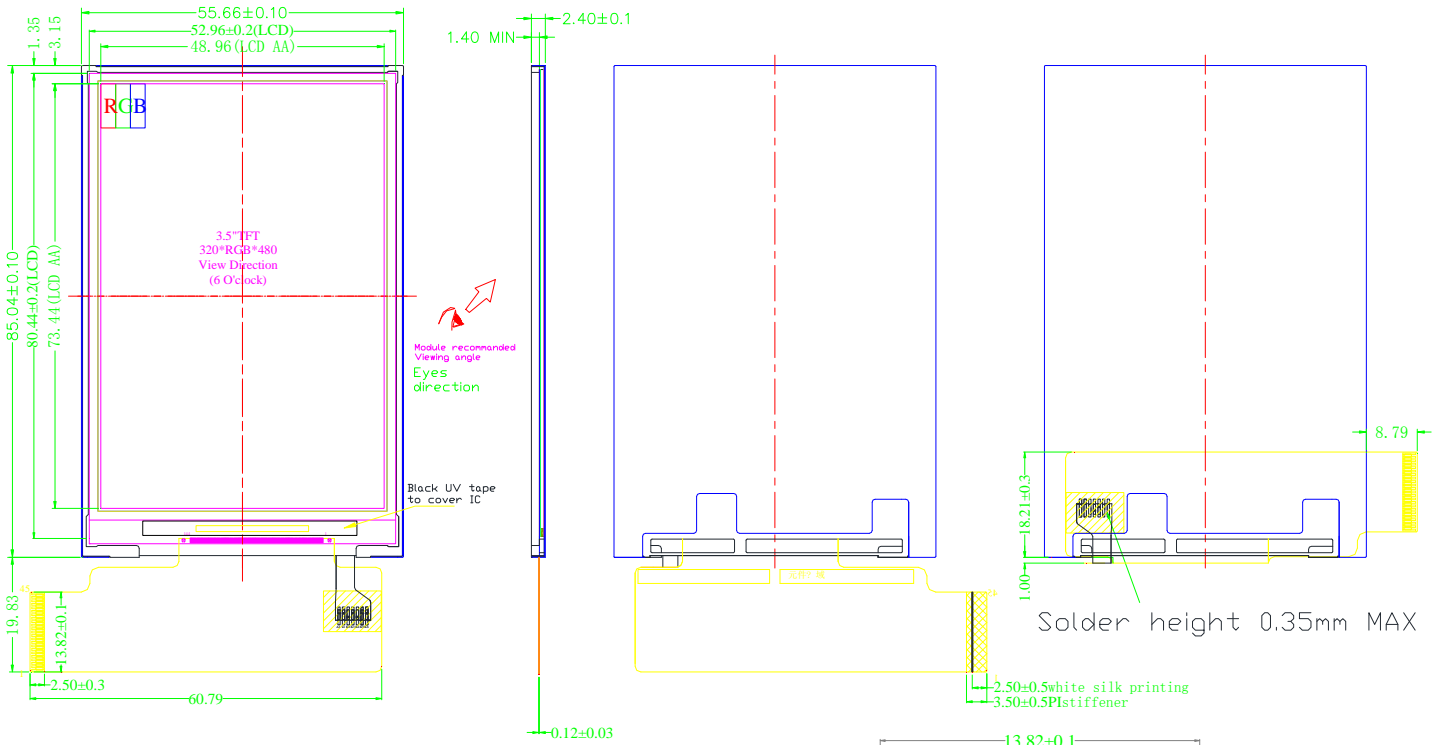 55.66±0.10
52.96±0.2(LCD)
48.96(LCD AA)
1.35
3.15
85.04±0.10
80.44±0.2(LCD)
73.44(LCD AA)
RGB
3.5"TFT
320*RGB*480
View Direction
(6 O'clock)
Module recommanded
Viewing angle
Eyes
direction
Black UV tape
to cover IC
19.83
13.82±0.1
2.50±0.3
60.79
2.40±0.1
1.40 MIN
0.12±0.03
2.50±0.5white silk printing
3.50±0.5PIstiffener
8.79
18.21±0.3
1.00
Solder height 0.35mm MAX
13.82±0.1